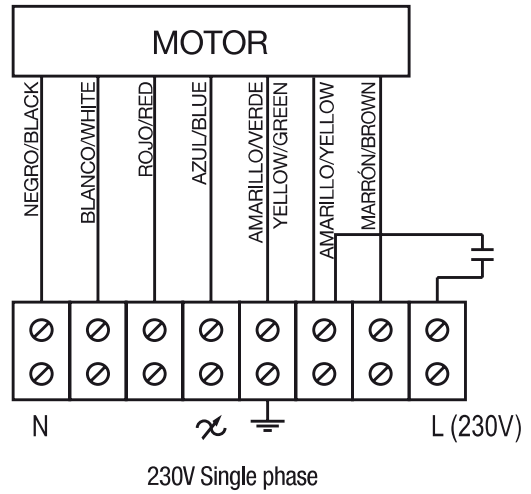 MOTOR
NEGRO/BLACK
BLANCO/WHITE
ROJO/RED
AZUL/BLUE
AMARILLO/VERDE
YELLOW/GREEN
AMARILLO/YELLOW
MARRÓN/BROWN
N
L (230V)
230V Single phase